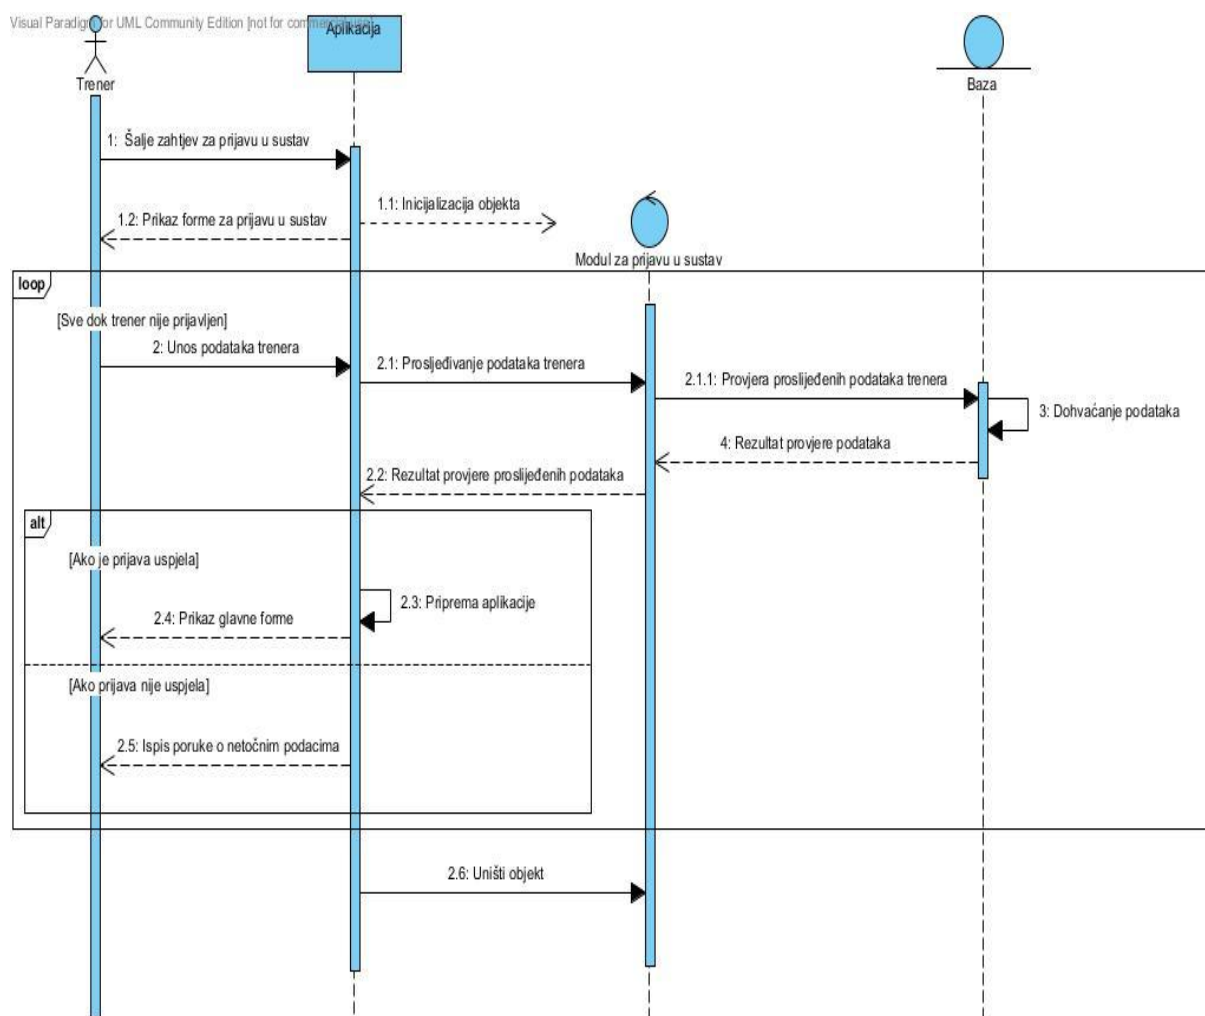 Visual Paradigm for UML Community Edition [not for commercial use]
Aplikacija
Trener
Baza
1: Šalje zahtjev za prijavu u sustav
1.1: Inicijalizacija objekta
1.2: Prikaz forme za prijavu u sustav
Modul za prijavu u sustav
loop
[Sve dok trener nije prijavljen]
2: Unos podataka trenera
2.1: Prosljeđivanje podataka trenera
2.1.1: Provjera proslijeđenih podataka trenera
3: Dohvaćanje podataka
4: Rezultat provjere podataka
2.2: Rezultat provjere proslijeđenih podataka
alt
[Ako je prijava uspjela]
2.3: Priprema aplikacije
2.4: Prikaz glavne forme
[Ako prijava nije uspjela]
2.5: Ispis poruke o netočnim podacima
2.6: Uništi objekt